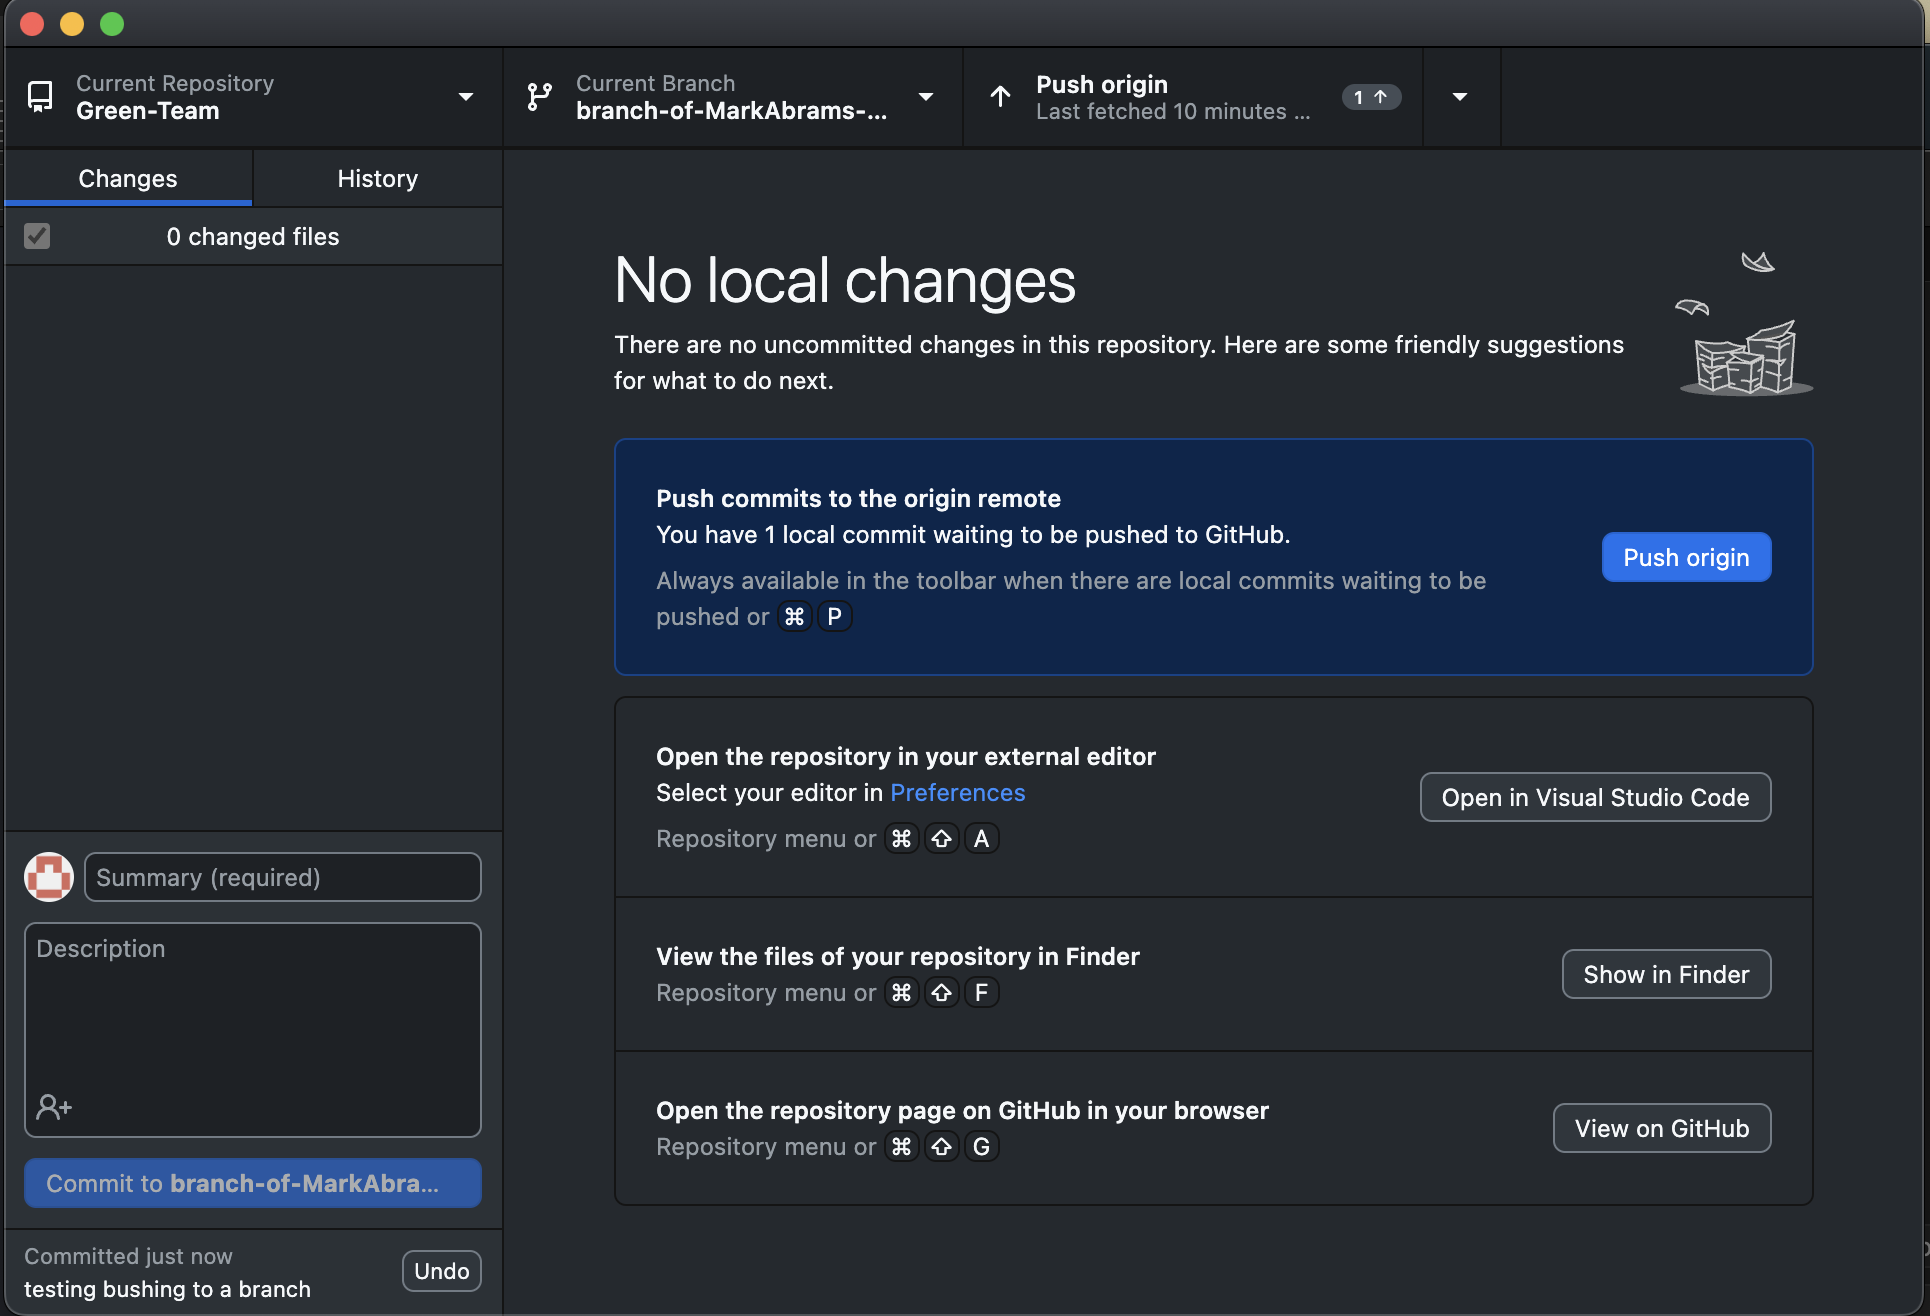 Current Repository
Green-Team
Current Branch
branch-of-MarkAbrams-...
Push origin
Last fetched 10 minutes ...
1 ↑
Changes
History
0 changed files
No local changes
There are no uncommitted changes in this repository. Here are some friendly suggestions
for what to do next.
Push commits to the origin remote
You have 1 local commit waiting to be pushed to GitHub.
Always available in the toolbar when there are local commits waiting to be
pushed or ⌘ P
Push origin
Open the repository in your external editor
Select your editor in Preferences
Repository menu or ⌘ ⇧ A
Open in Visual Studio Code
View the files of your repository in Finder
Repository menu or ⌘ ⇧ F
Show in Finder
Open the repository page on GitHub in your browser
Repository menu or ⌘ ⇧ G
View on GitHub
Summary (required)
Description
Commit to branch-of-MarkAbra...
Committed just now
testing bushing to a branch
Undo